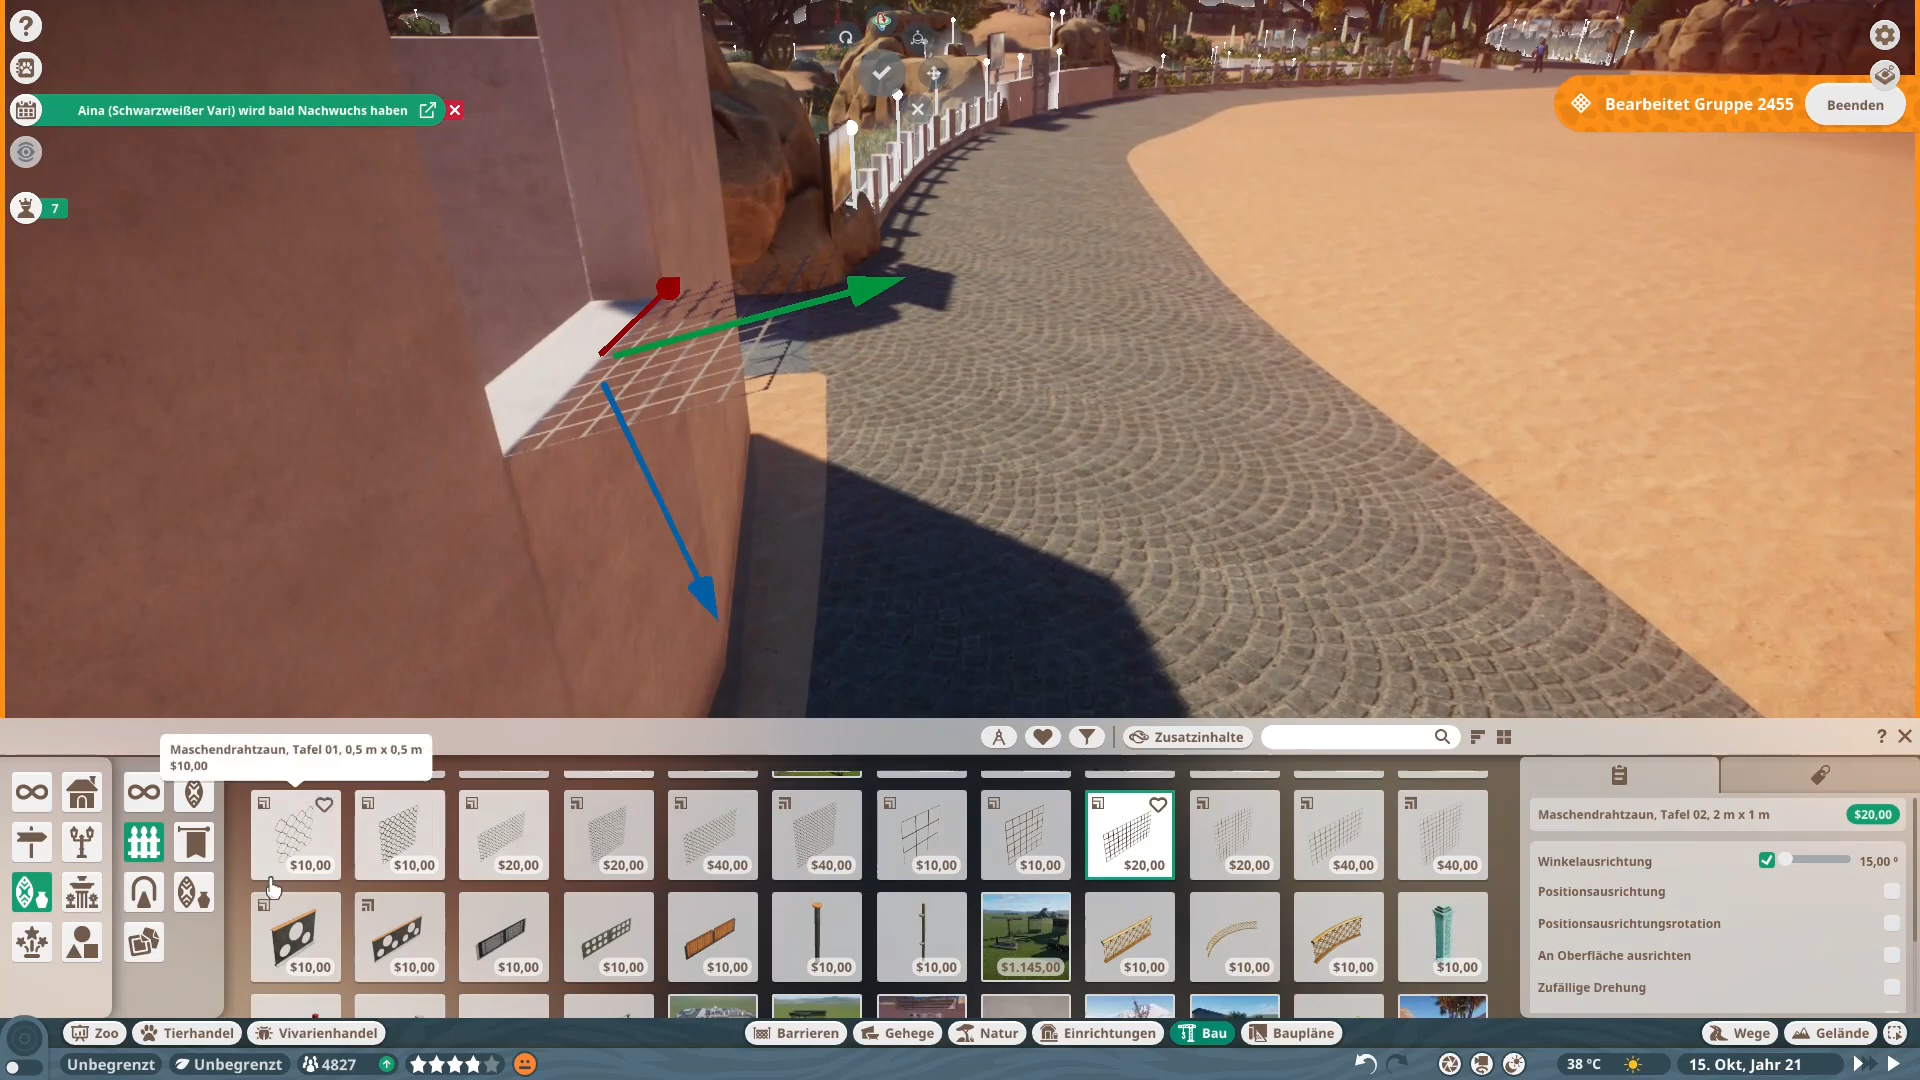 ?
Aina (Schwarzweißer Vari) wird bald Nachwuchs haben
7
Bearbeitet Gruppe 2455
Beenden
Zusatzinhalte
?
Maschendrahtzaun, Tafel 01, 0,5 m x 0,5 m
$10,00
$10,00
$10,00
$20,00
$20,00
$40,00
$40,00
$10,00
$10,00
$20,00
$20,00
$40,00
$40,00
$10,00
$10,00
$10,00
$10,00
$10,00
$10,00
$10,00
$1.145,00
$10,00
$10,00
$10,00
$10,00
Maschendrahtzaun, Tafel 02, 2 m x 1 m
$20,00
Winkelausrichtung
15,00 °
Positionsausrichtung
Positionsausrichtungsrotation
An Oberfläche ausrichten
Zufällige Drehung
Zoo
Tierhandel
Vivarienhandel
Barrieren
Gehege
Natur
Einrichtungen
Bau
Baupläne
Wege
Gelände
Unbegrenzt
Unbegrenzt
4827
38 °C
15. Okt, Jahr 21